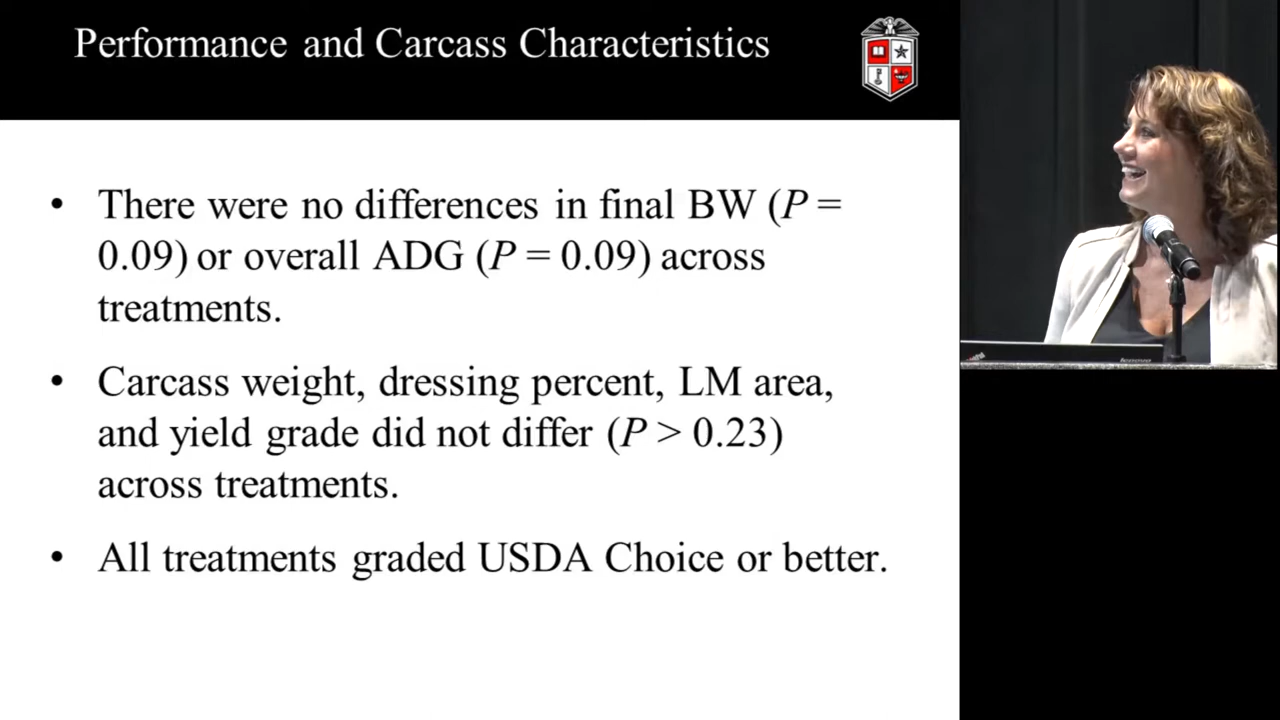 Performance and Carcass Characteristics
• There were no differences in final BW (P =
0.09) or overall ADG (P = 0.09) across
treatments.
• Carcass weight, dressing percent, LM area,
and yield grade did not differ (P > 0.23)
across treatments.
• All treatments graded USDA Choice or better.